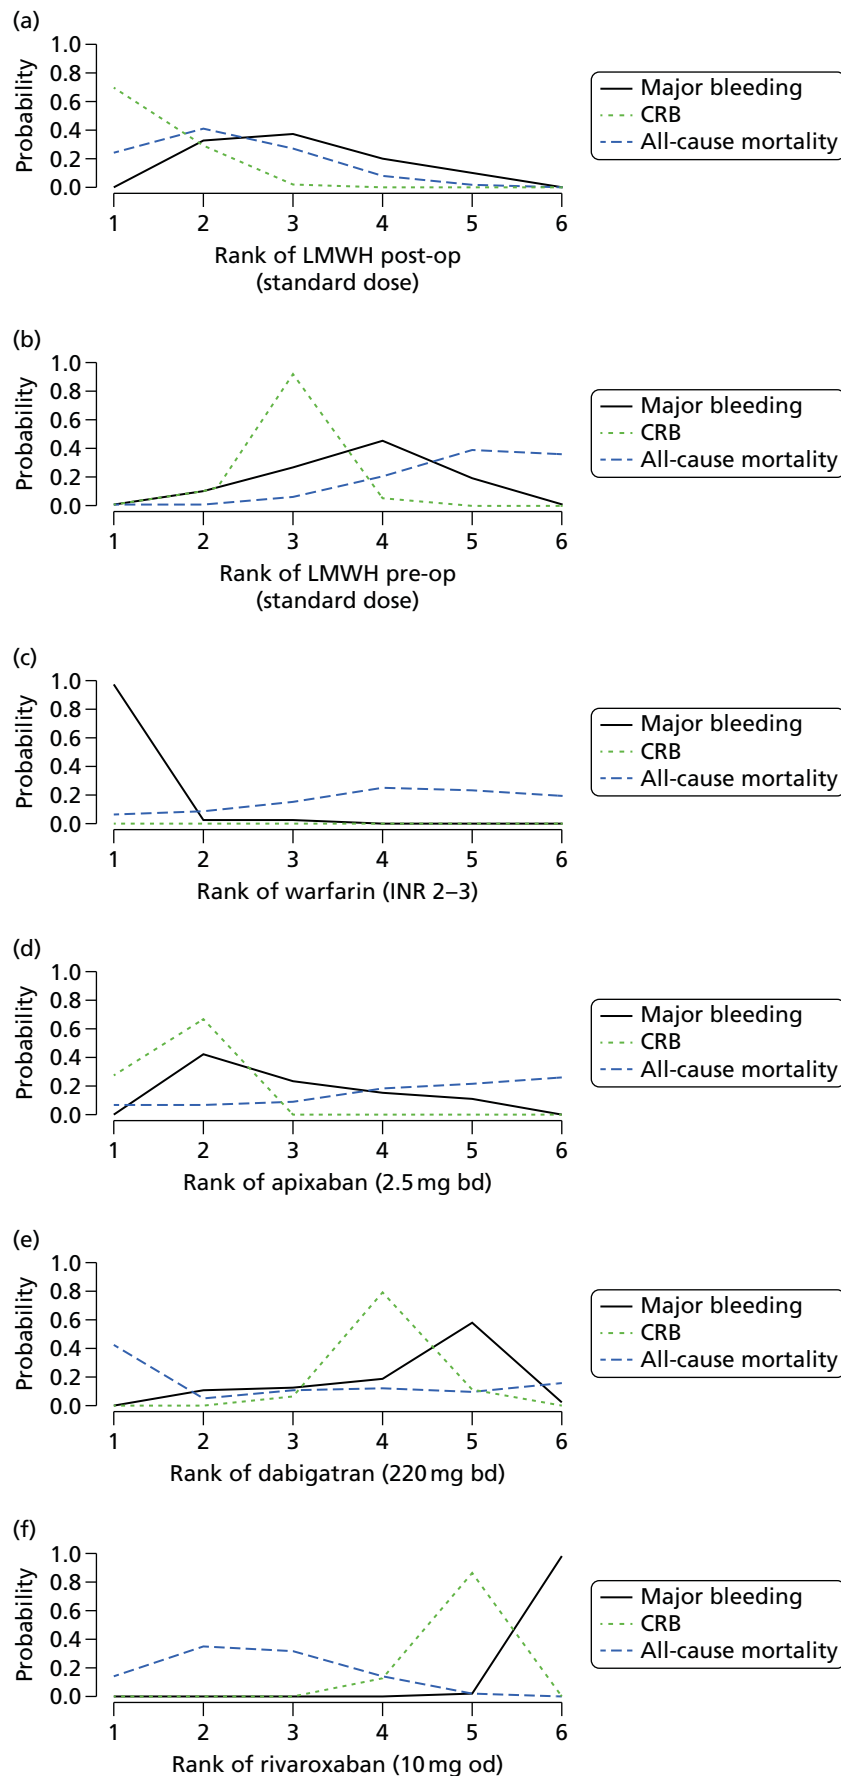 (a)
1.0
0.8
0.6
0.4
0.2
0.0
Probability
1 2 3 4 5 6
Rank of LMWH post-op
(standard dose)
Major bleeding
CRB
All-cause mortality
(b)
1.0
0.8
0.6
0.4
0.2
0.0
Probability
1 2 3 4 5 6
Rank of LMWH pre-op
(standard dose)
Major bleeding
CRB
All-cause mortality
(c)
1.0
0.8
0.6
0.4
0.2
0.0
Probability
1 2 3 4 5 6
Rank of warfarin (INR 2–3)
Major bleeding
CRB
All-cause mortality
(d)
1.0
0.8
0.6
0.4
0.2
0.0
Probability
1 2 3 4 5 6
Rank of apixaban (2.5 mg bd)
Major bleeding
CRB
All-cause mortality
(e)
1.0
0.8
0.6
0.4
0.2
0.0
Probability
1 2 3 4 5 6
Rank of dabigatran (220 mg bd)
Major bleeding
CRB
All-cause mortality
(f)
1.0
0.8
0.6
0.4
0.2
0.0
Probability
1 2 3 4 5 6
Rank of rivaroxaban (10 mg od)
Major bleeding
CRB
All-cause mortality